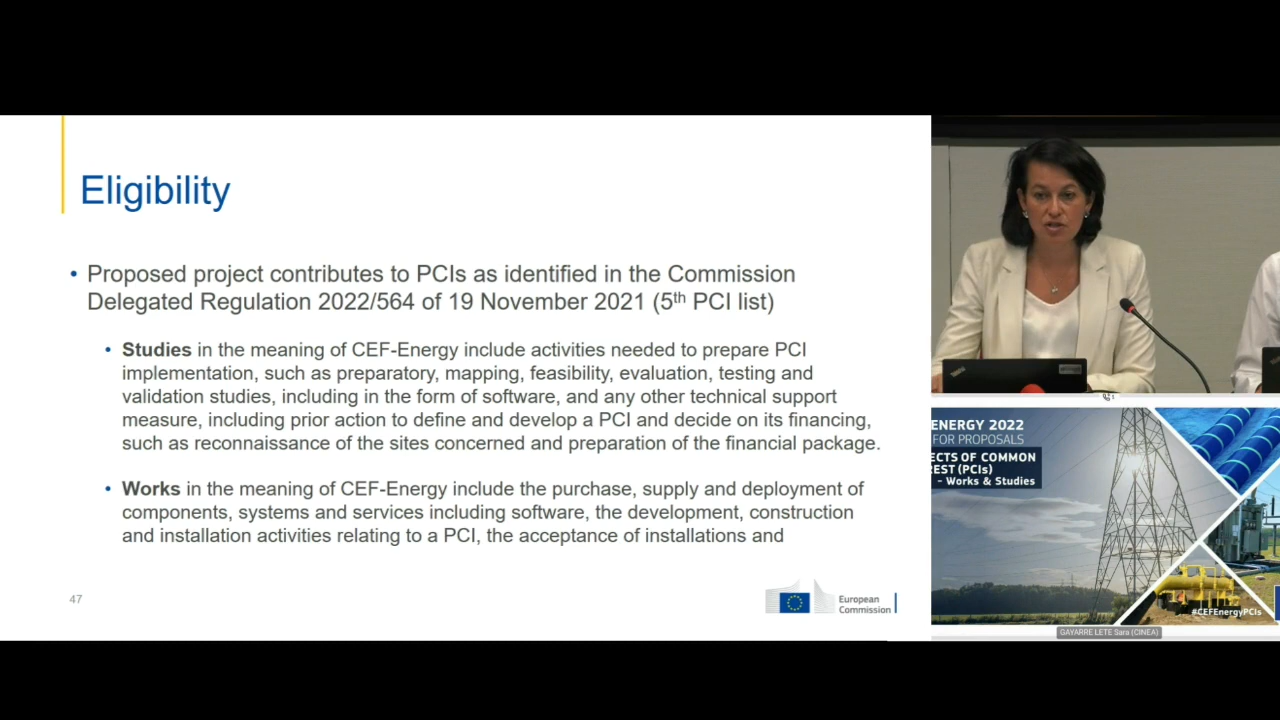 Eligibility
• Proposed project contributes to PCIs as identified in the Commission
Delegated Regulation 2022/564 of 19 November 2021 (5th PCI list)
• Studies in the meaning of CEF-Energy include activities needed to prepare PCI
implementation, such as preparatory, mapping, feasibility, evaluation, testing and
validation studies, including in the form of software, and any other technical support
measure, including prior action to define and develop a PCI and decide on its financing,
such as reconnaissance of the sites concerned and preparation of the financial package.
• Works in the meaning of CEF-Energy include the purchase, supply and deployment of
components, systems and services including software, the development, construction
and installation activities relating to a PCI, the acceptance of installations and
47
European
Commission
ENERGY 2022
FOR PROPOSALS
ECTS OF COMMON
REST (PCIs)
- Works & Studies
#CEFEnergyPCIs
GAYARRE LETE Sara (CINEA)